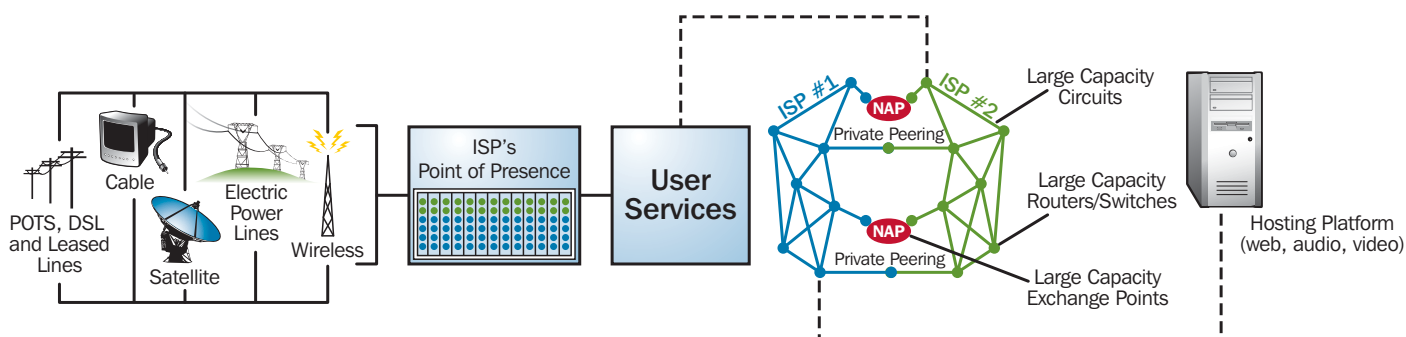 POTS, DSL
and Leased
Lines
Cable
Satellite
Electric
Power
Lines
Wireless
ISP's
Point of Presence
User
Services
ISP #1
ISP #2
NAP
Private Peering
NAP
Private Peering
Large Capacity
Circuits
Large Capacity
Routers/Switches
Large Capacity
Exchange Points
Hosting Platform
(web, audio, video)